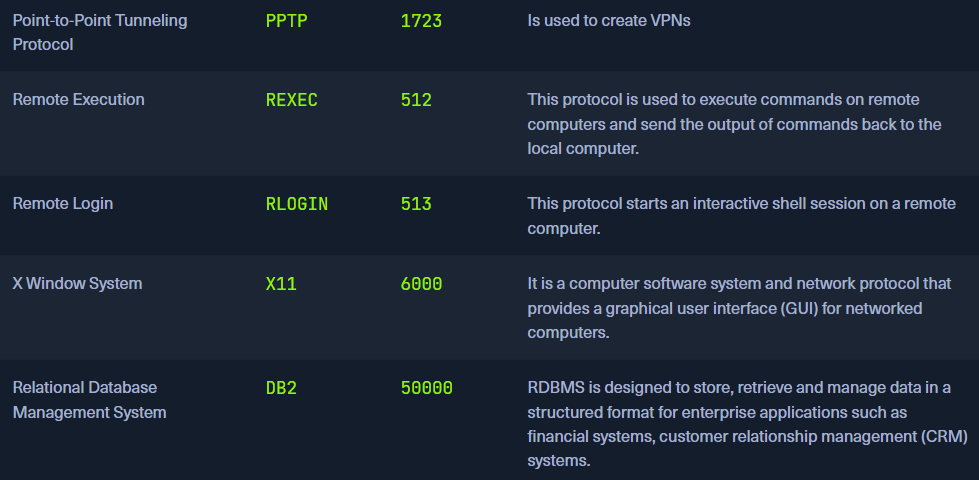 Point-to-Point Tunneling
Protocol
PPTP
1723
Is used to create VPNs
Remote Execution
REXEC
512
This protocol is used to execute commands on remote
computers and send the output of commands back to the
local computer.
Remote Login
RLOGIN
513
This protocol starts an interactive shell session on a remote
computer.
X Window System
X11
6000
It is a computer software system and network protocol that
provides a graphical user interface (GUI) for networked
computers.
Relational Database
Management System
DB2
50000
RDBMS is designed to store, retrieve and manage data in a
structured format for enterprise applications such as
financial systems, customer relationship management (CRM)
systems.